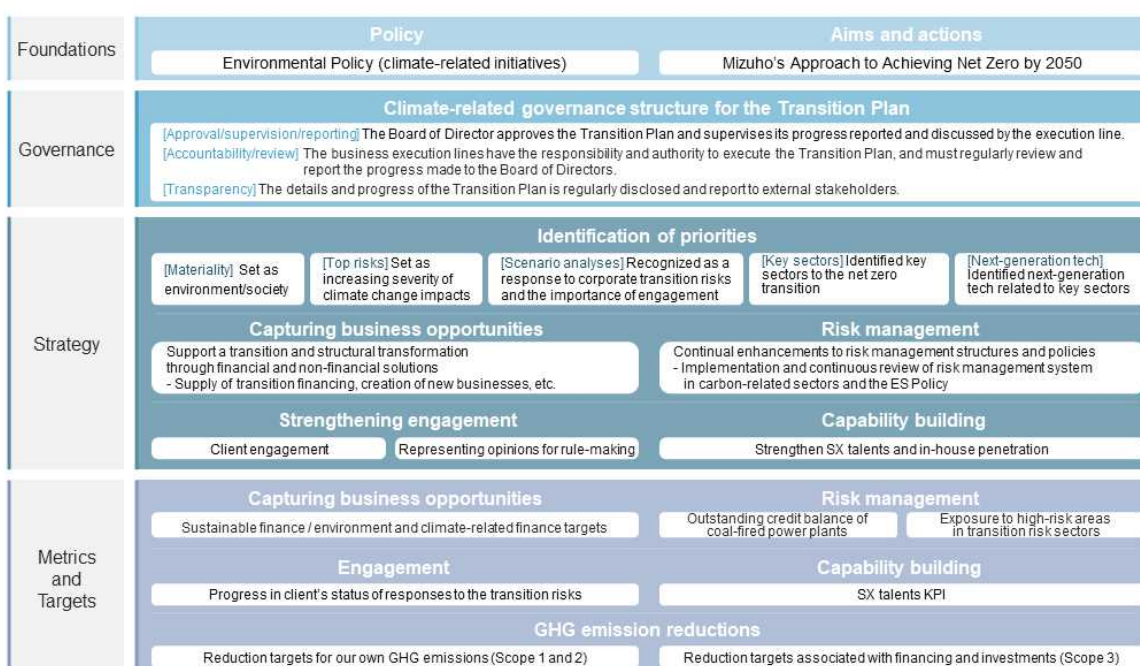 Foundations
Policy
Environmental Policy (climate-related initiatives)
Aims and actions
Mizuho's Approach to Achieving Net Zero by 2050
Governance
Climate-related governance structure for the Transition Plan
[Approval/supervision/reporting] The Board of Director approves the Transition Plan and supervises its progress reported and discussed by the execution line.
[Accountability/review] The business execution lines have the responsibility and authority to execute the Transition Plan, and must regularly review and
report the progress made to the Board of Directors.
[Transparency] The details and progress of the Transition Plan is regularly disclosed and report to external stakeholders.
Strategy
Identification of priorities
[Materiality] Set as
environment/society
[Top risks] Set as
increasing severity of
climate change impacts
[Scenario analyses] Recognized as a
response to corporate transition risks
and the importance of engagement
[Key sectors] Identified key
sectors to the net zero
transition
[Next-generation tech]
Identified next-generation
tech related to key sectors
Capturing business opportunities
Support a transition and structural transformation
through financial and non-financial solutions
- Supply of transition financing, creation of new businesses, etc.
Risk management
Continual enhancements to risk management structures and policies
- Implementation and continuous review of risk management system
in carbon-related sectors and the ES Policy
Strengthening engagement
Client engagement
Representing opinions for rule-making
Capability building
Strengthen SX talents and in-house penetration
Metrics
and
Targets
Capturing business opportunities
Sustainable finance / environment and climate-related finance targets
Risk management
Outstanding credit balance of
coal-fired power plants
Exposure to high-risk areas
in transition risk sectors
Engagement
Progress in client's status of responses to the transition risks
Capability building
SX talents KPI
GHG emission reductions
Reduction targets for our own GHG emissions (Scope 1 and 2)
Reduction targets associated with financing and investments (Scope 3)